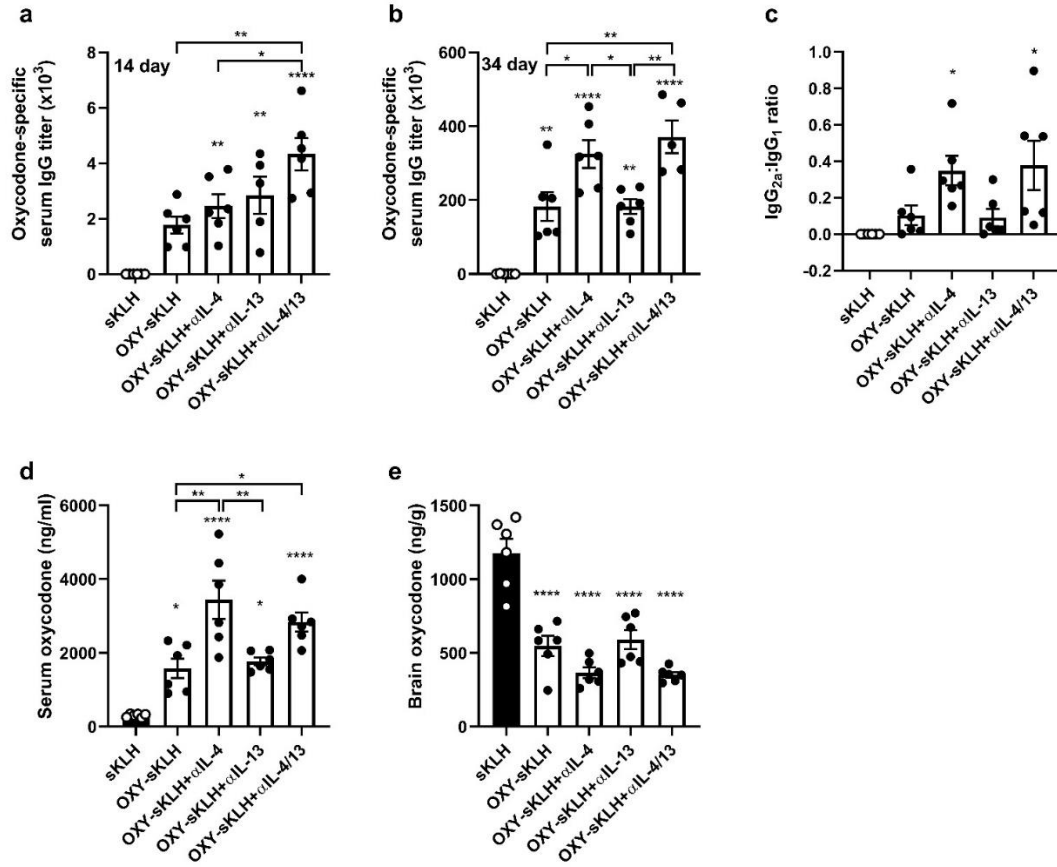 a
14 day
Oxycodone-specific
serum IgG titer (x10³)
8
6
4
2
0
**
*
**
**
****
sKLH
OXY-sKLH
OXY-sKLH+αIL-4
OXY-sKLH+αIL-13
OXY-sKLH+αIL-4/13
b
34 day
Oxycodone-specific
serum IgG titer (x10³)
600
400
200
0
**
*
*
**
**
****
**
****
sKLH
OXY-sKLH
OXY-sKLH+αIL-4
OXY-sKLH+αIL-13
OXY-sKLH+αIL-4/13
c
IgG₂ₐ:IgG₁ ratio
1.0
0.8
0.6
0.4
0.2
0.0
-0.2
*
*
sKLH
OXY-sKLH
OXY-sKLH+αIL-4
OXY-sKLH+αIL-13
OXY-sKLH+αIL-4/13
d
Serum oxycodone (ng/ml)
6000
4000
2000
0
*
**
**
*
****
*
****
sKLH
OXY-sKLH
OXY-sKLH+αIL-4
OXY-sKLH+αIL-13
OXY-sKLH+αIL-4/13
e
Brain oxycodone (ng/g)
1500
1000
500
0
****
****
****
****
sKLH
OXY-sKLH
OXY-sKLH+αIL-4
OXY-sKLH+αIL-13
OXY-sKLH+αIL-4/13